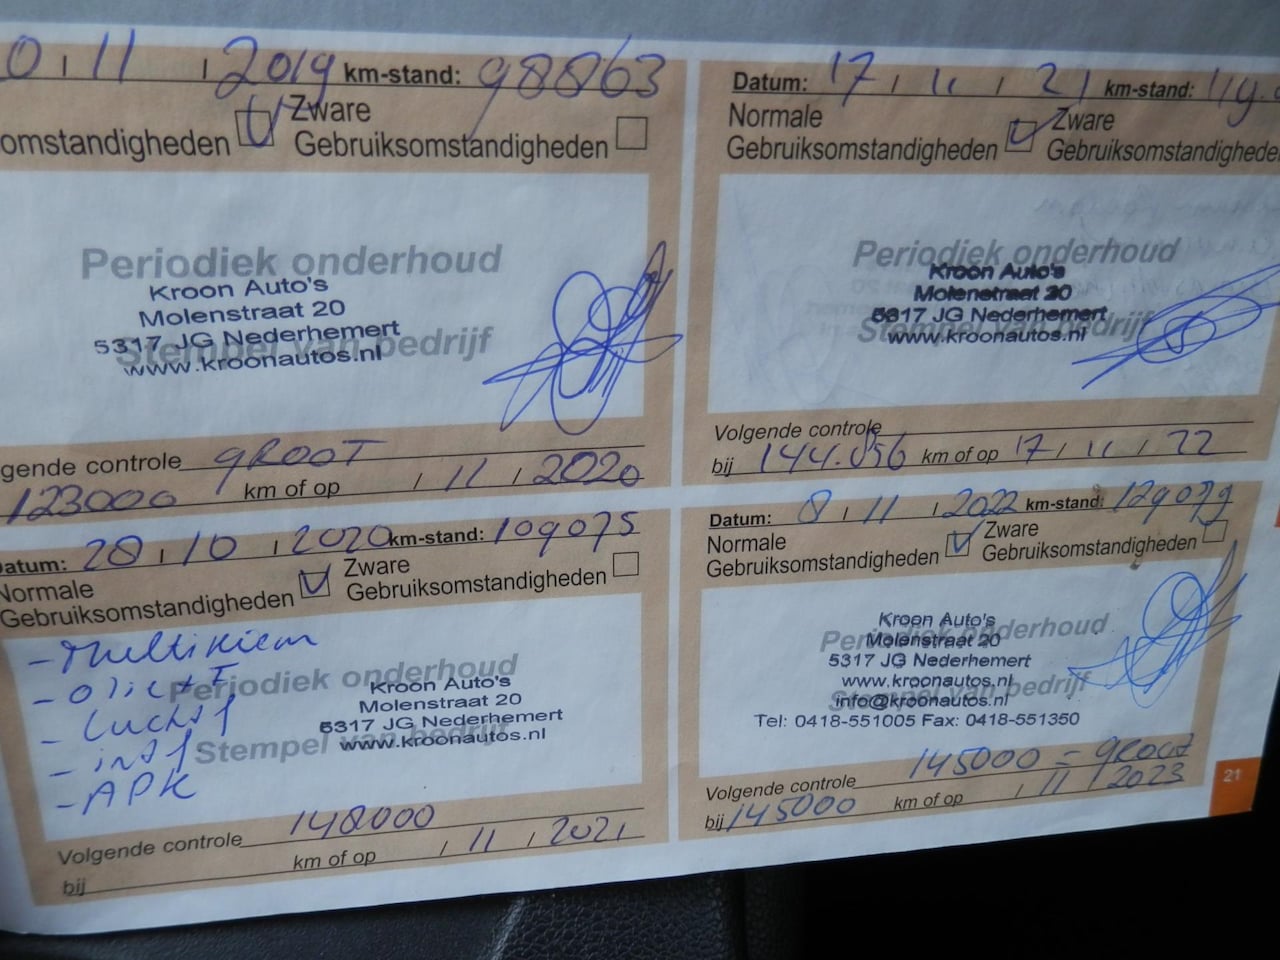 0 / 11 / 2019 km-stand: 98863
Zware
omstandigheden Gebruiksomstandigheden
Periodiek onderhoud
Kroon Auto's
Molenstraat 20
5317 JG Nederhemert
Stempel van bedrijf
www.kroonautos.nl
gende controle GROOT
123000 km of op / 11 / 2020
Datum: 17 / 11 / 21 km-stand:
Normale Zware
Gebruiksomstandigheden Gebruiksomstandighede
Periodiek onderhoud
Kroon Auto's
Molenstraat 20
5317 JG Nederhemert
Stempel van bedrijf
www.kroonautos.nl
Volgende controle
bij 144.056 km of op 17 / 11 / 22
Datum: 28 / 10 / 2020 km-stand: 109075
Normale Zware
Gebruiksomstandigheden Gebruiksomstandigheden
- Multiriem
- olie + F
- Luchtf
- intf
- APK
Periodiek onderhoud
Kroon Auto's
Molenstraat 20
5317 JG Nederhemert
Stempel van bedrijf
www.kroonautos.nl
Volgende controle 148000
bij km of op / 11 / 2021
Datum: 8 / 11 / 2022 km-stand: 129079
Normale Zware
Gebruiksomstandigheden Gebruiksomstandigheden
Kroon Auto's
Periodiek onderhoud
Molenstraat 20
5317 JG Nederhemert
www.kroonautos.nl
Stempel van bedrijf
info@kroonautos.nl
Tel: 0418-551005 Fax: 0418-551350
Volgende controle 145000 = GROOT
bij 145000 km of op / 11 / 2023
21